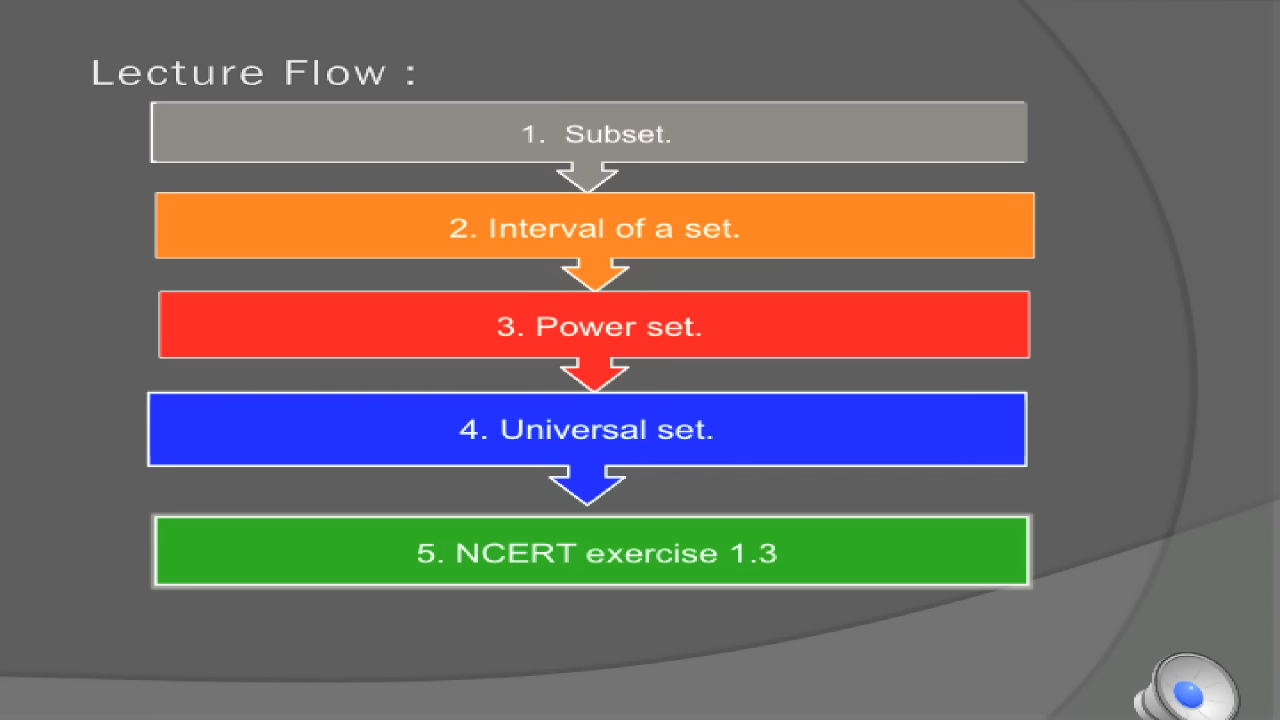 Lecture Flow :
1. Subset.
2. Interval of a set.
3. Power set.
4. Universal set.
5. NCERT exercise 1.3